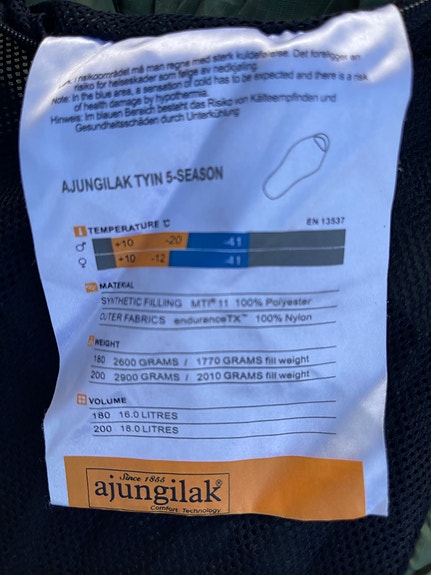 i risikoområdet må man regne med sterk kuldefølelse. Det foreligger en
risiko for helseskader som følge av nedkjøling.
Note: In the blue area, a sensation of cold has to be expected and there is a risk
of health damage by hypothermia.
Hinweis: Im blauen Bereich besteht das Risiko von Kälteempfinden und
Gesundheitsschäden durch Unterkühlung.
AJUNGILAK TYIN 5-SEASON
TEMPERATURE °C EN 13537
♂ +10 -20 -41
♀ +10 -12 -41
MATERIAL
SYNTHETIC FILLING MTI® 11 100% Polyester
OUTER FABRICS enduranceTX™ 100% Nylon
WEIGHT
180 2600 GRAMS / 1770 GRAMS fill weight
200 2900 GRAMS / 2010 GRAMS fill weight
VOLUME
180 16.0 LITRES
200 18.0 LITRES
Since 1855
ajungilak®
Comfort Technology